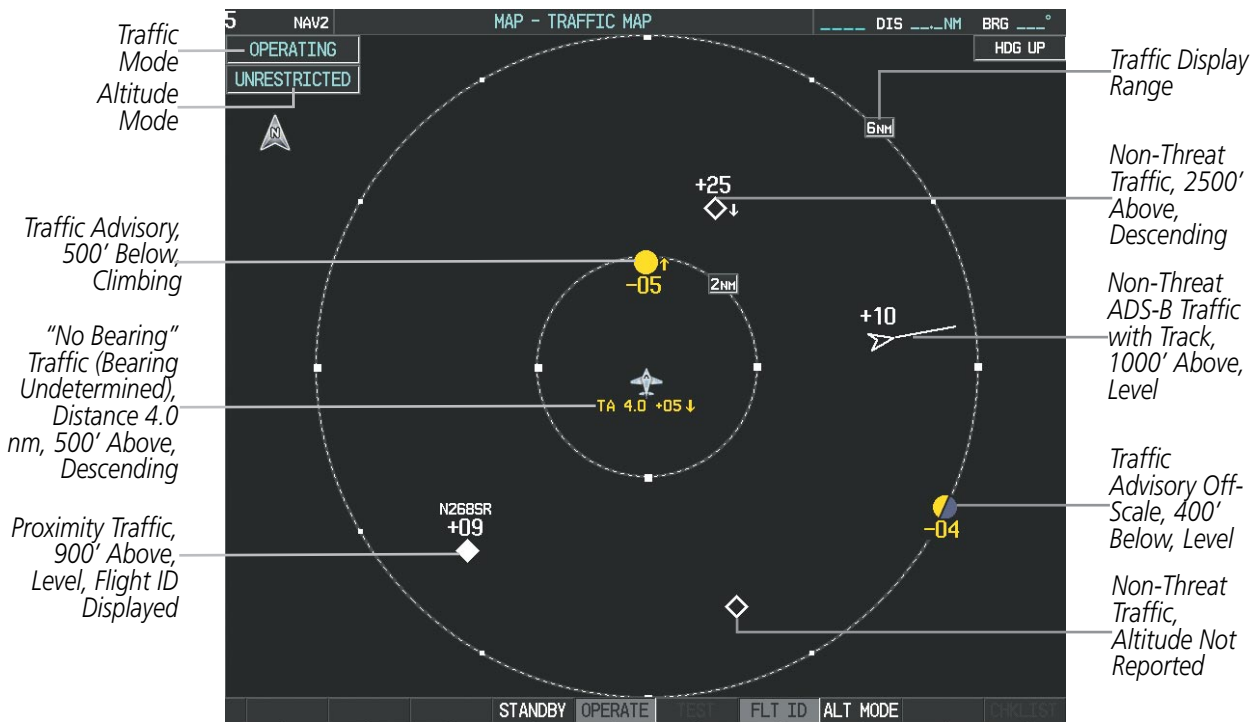 5 NAV2 MAP - TRAFFIC MAP ____ DIS __._NM BRG ___°
OPERATING
UNRESTRICTED
HDG UP
N
6NM
+25
↓
↑
-05
2NM
+10
TA 4.0 +05 ↓
N268SR
+09
-04
STANDBY OPERATE TEST FLT ID ALT MODE CHKLIST
Traffic
Mode
Altitude
Mode
Traffic Advisory,
500’ Below,
Climbing
“No Bearing”
Traffic (Bearing
Undetermined),
Distance 4.0
nm, 500’ Above,
Descending
Proximity Traffic,
900’ Above,
Level, Flight ID
Displayed
Traffic Display
Range
Non-Threat
Traffic, 2500’
Above,
Descending
Non-Threat
ADS-B Traffic
with Track,
1000’ Above,
Level
Traffic
Advisory Off-
Scale, 400’
Below, Level
Non-Threat
Traffic,
Altitude Not
Reported